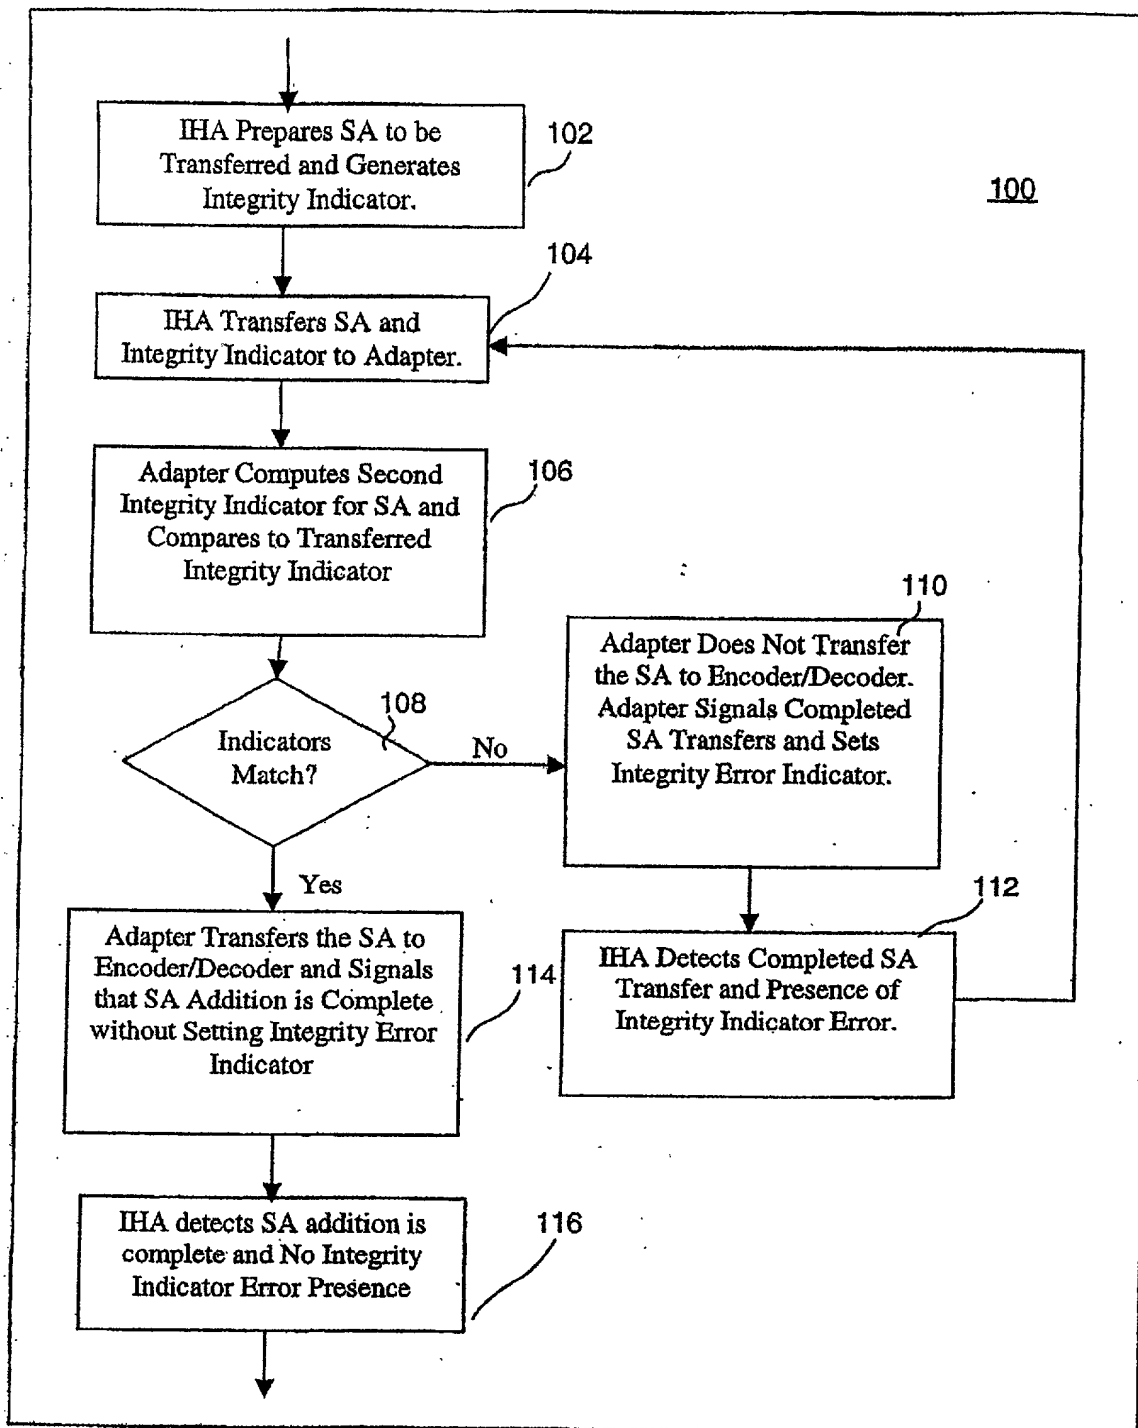 IHA Prepares SA to be
Transferred and Generates
Integrity Indicator.
102
100
104
IHA Transfers SA and
Integrity Indicator to Adapter.
Adapter Computes Second
Integrity Indicator for SA and
Compares to Transferred
Integrity Indicator
106
110
Adapter Does Not Transfer
the SA to Encoder/Decoder.
Adapter Signals Completed
SA Transfers and Sets
Integrity Error Indicator.
108
Indicators
Match?
No
Yes
112
IHA Detects Completed SA
Transfer and Presence of
Integrity Indicator Error.
Adapter Transfers the SA to
Encoder/Decoder and Signals
that SA Addition is Complete
without Setting Integrity Error
Indicator
114
IHA detects SA addition is
complete and No Integrity
Indicator Error Presence
116